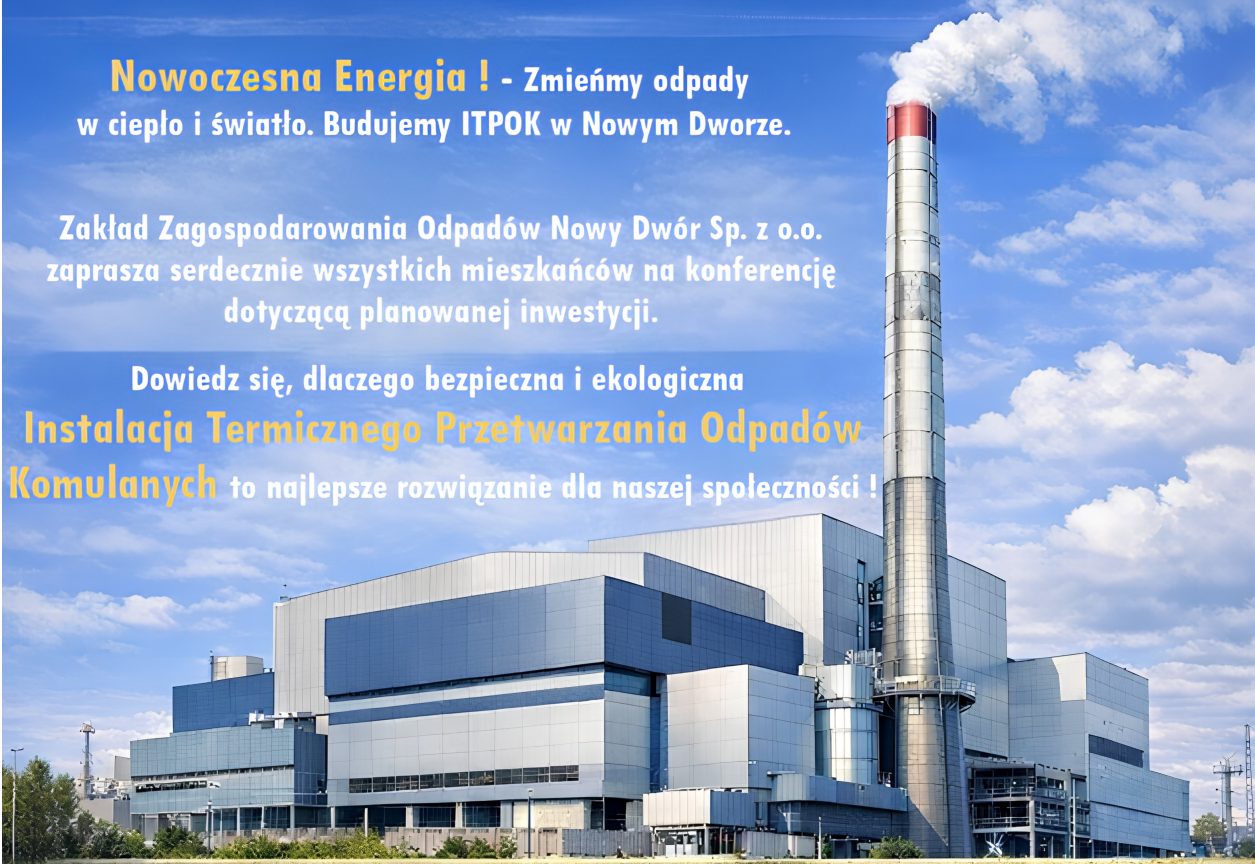 Nowoczesna Energia ! - Zmieńmy odpady
w ciepło i światło. Budujemy ITPOK w Nowym Dworze.
Zakład Zagospodarowania Odpadów Nowy Dwór Sp. z o.o.
zaprasza serdecznie wszystkich mieszkańców na konferencję
dotyczącą planowanej inwestycji.
Dowiedz się, dlaczego bezpieczna i ekologiczna
Instalacja Termicznego Przetwarzania Odpadów
Komulanych to najlepsze rozwiązanie dla naszej społeczności !